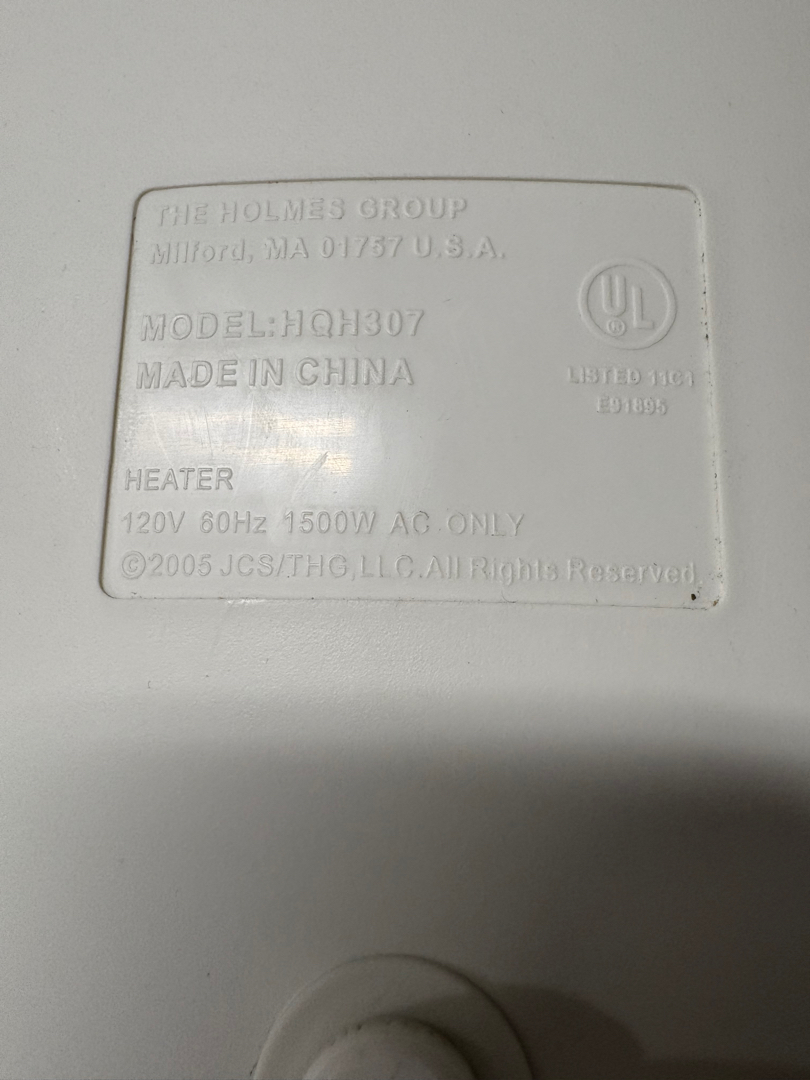 THE HOLMES GROUP
Milford, MA 01757 U.S.A.
MODEL:HQH307
MADE IN CHINA
UL
®
LISTED 11C1
E91895
HEATER
120V 60Hz 1500W AC ONLY
©2005 JCS/THG,LLC.All Rights Reserved.